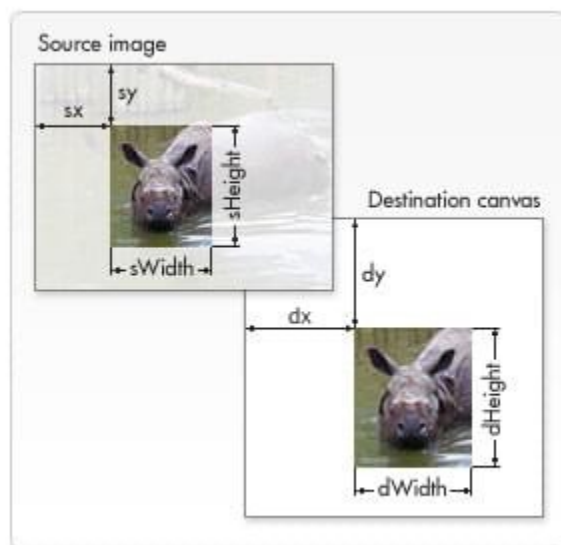 Source image
sy
sx
sHeight
sWidth
Destination canvas
dy
dx
dHeight
dWidth